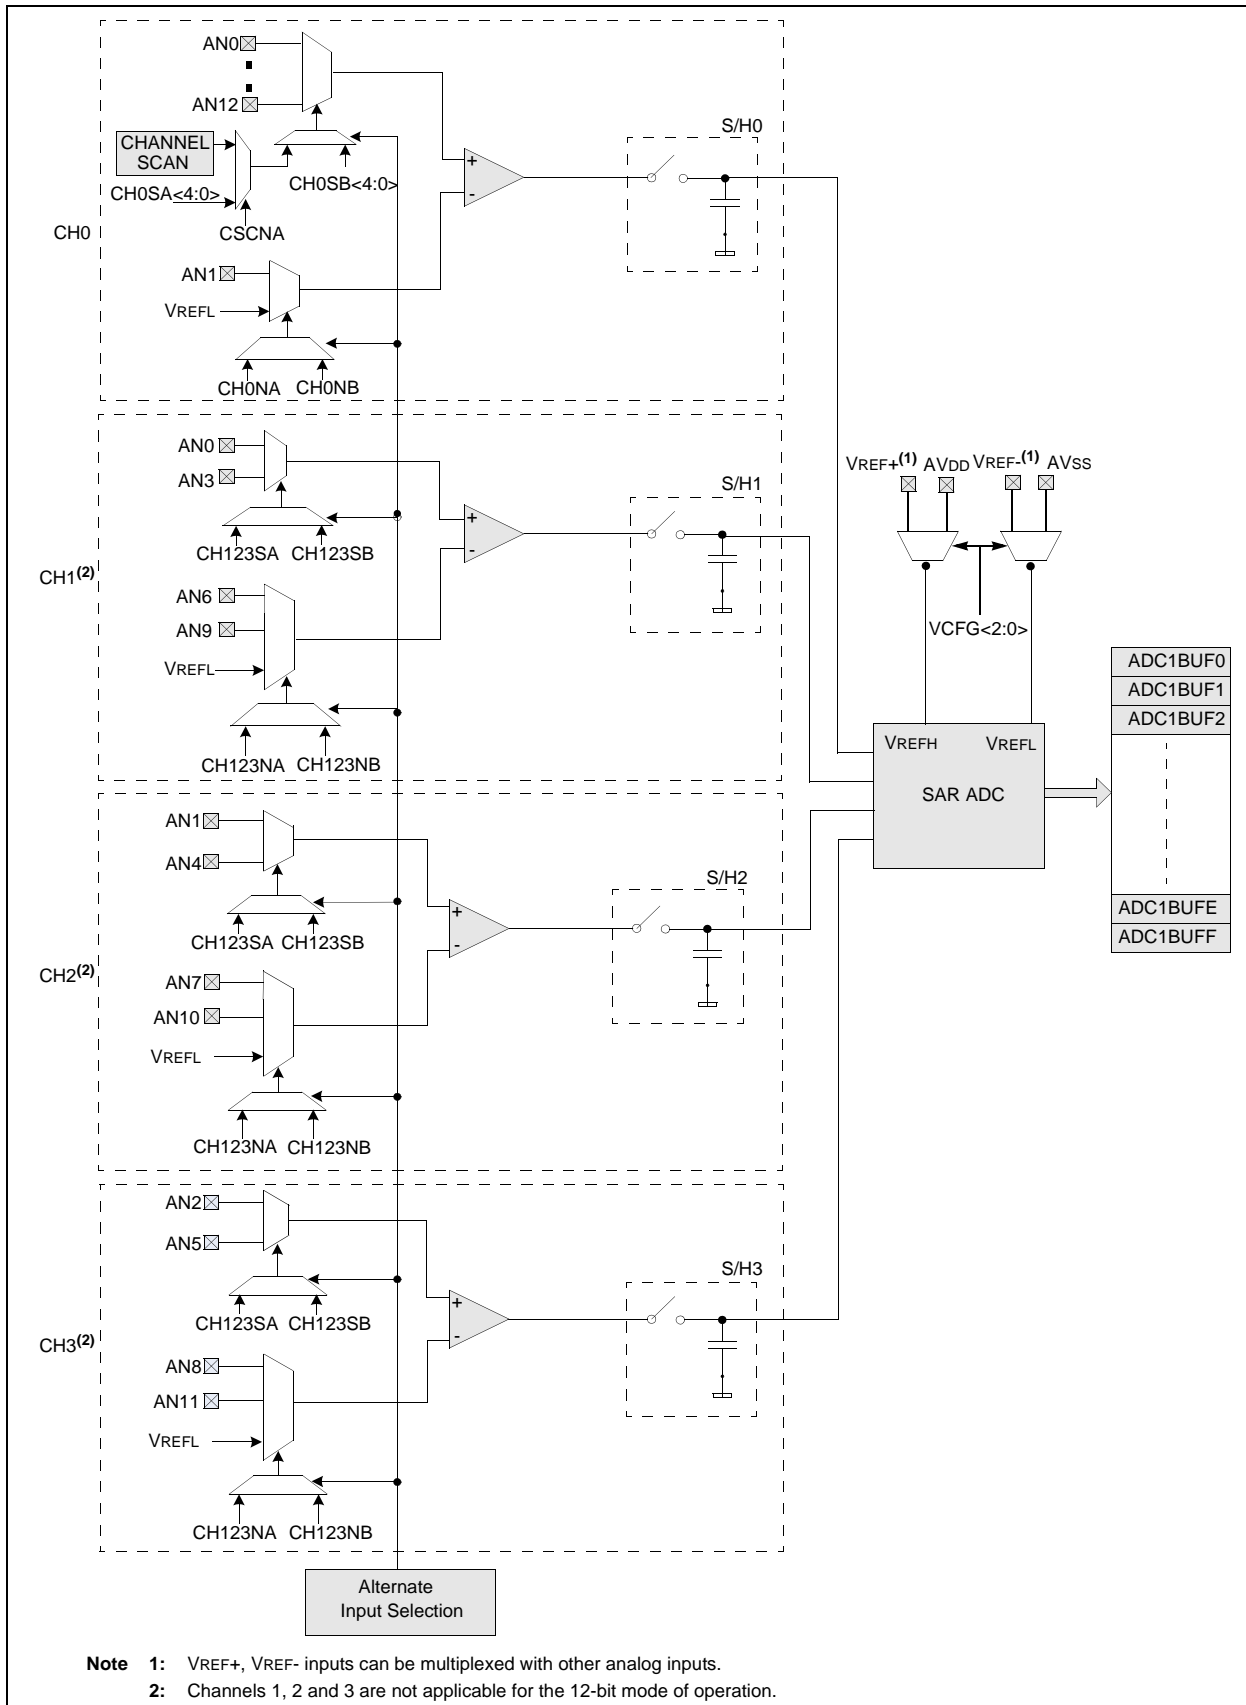 AN0
AN12
CHANNEL
SCAN
CH0SA<4:0>
CH0SB<4:0>
CSCNA
CH0
+
-
S/H0
AN1
VREFL
CH0NA CH0NB
AN0
AN3
CH123SA CH123SB
+
-
S/H1
CH1(2)
AN6
AN9
VREFL
CH123NA CH123NB
VREF+(1) AVDD VREF-(1) AVSS
VCFG<2:0>
VREFH VREFL
SAR ADC
ADC1BUF0
ADC1BUF1
ADC1BUF2
ADC1BUFE
ADC1BUFF
AN1
AN4
CH123SA CH123SB
+
-
S/H2
CH2(2)
AN7
AN10
VREFL
CH123NA CH123NB
AN2
AN5
CH123SA CH123SB
+
-
S/H3
CH3(2)
AN8
AN11
VREFL
CH123NA CH123NB
Alternate
Input Selection
Note 1: VREF+, VREF- inputs can be multiplexed with other analog inputs.
2: Channels 1, 2 and 3 are not applicable for the 12-bit mode of operation.